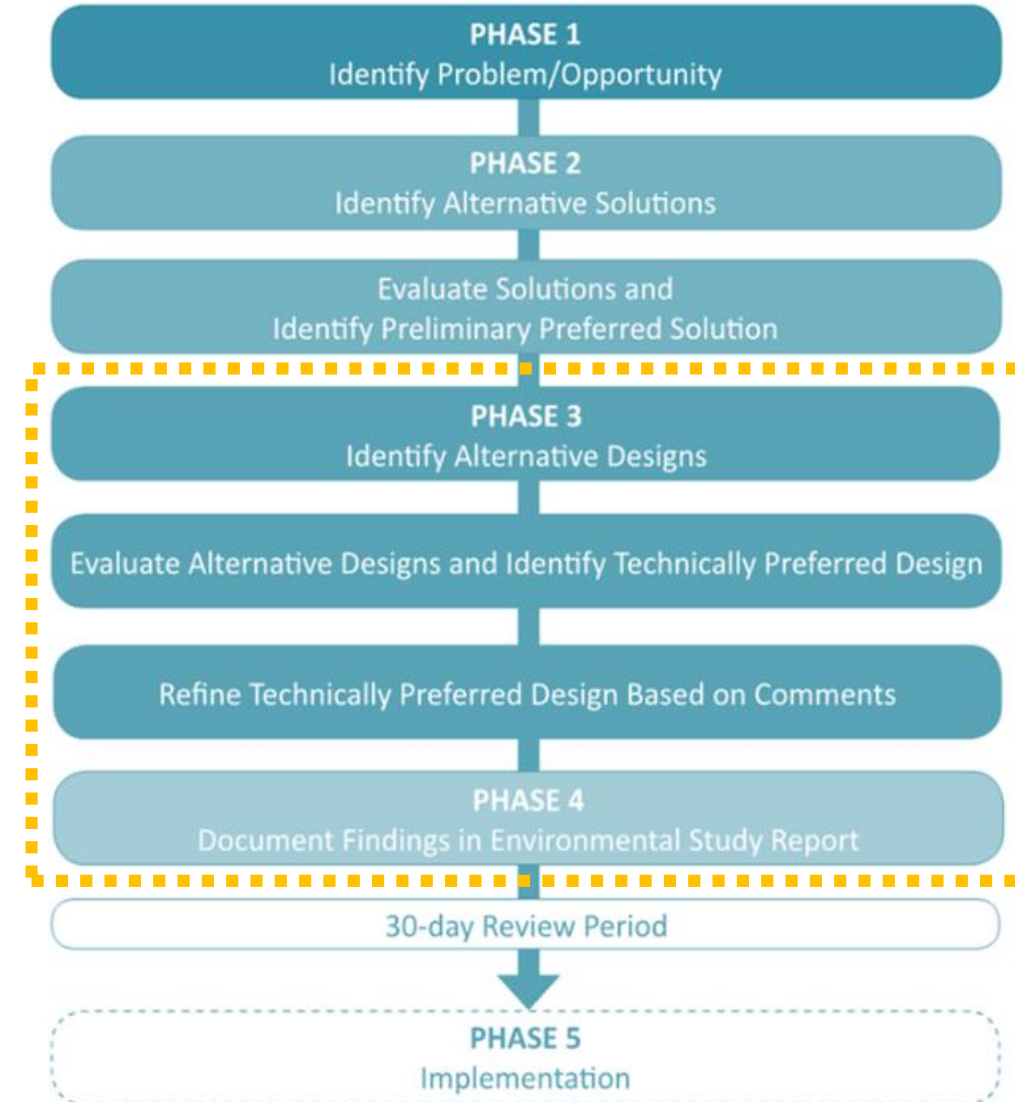 PHASE 1
Identify Problem/Opportunity
PHASE 2
Identify Alternative Solutions
Evaluate Solutions and
Identify Preliminary Preferred Solution
PHASE 3
Identify Alternative Designs
Evaluate Alternative Designs and Identify Technically Preferred Design
Refine Technically Preferred Design Based on Comments
PHASE 4
Document Findings in Environmental Study Report
30-day Review Period
PHASE 5
Implementation